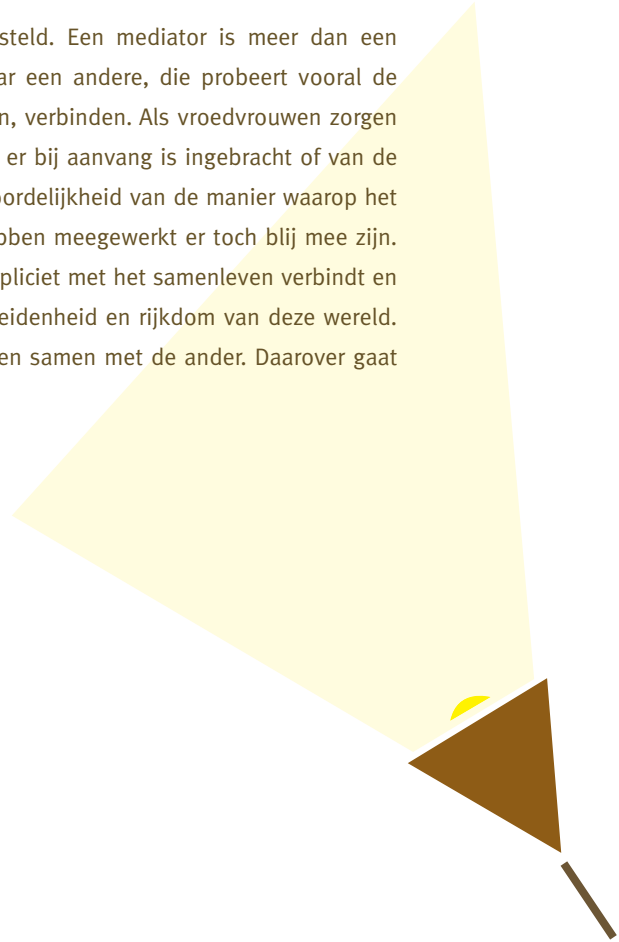 steld. Een mediator is meer dan een
ar een andere, die probeert vooral de
n, verbinden. Als vroedvrouwen zorgen
er bij aanvang is ingebracht of van de
oordelijkheid van de manier waarop het
bben meegewerkt er toch blij mee zijn.
pliciet met het samenleven verbindt en
eidenheid en rijkdom van deze wereld.
en samen met de ander. Daarover gaat